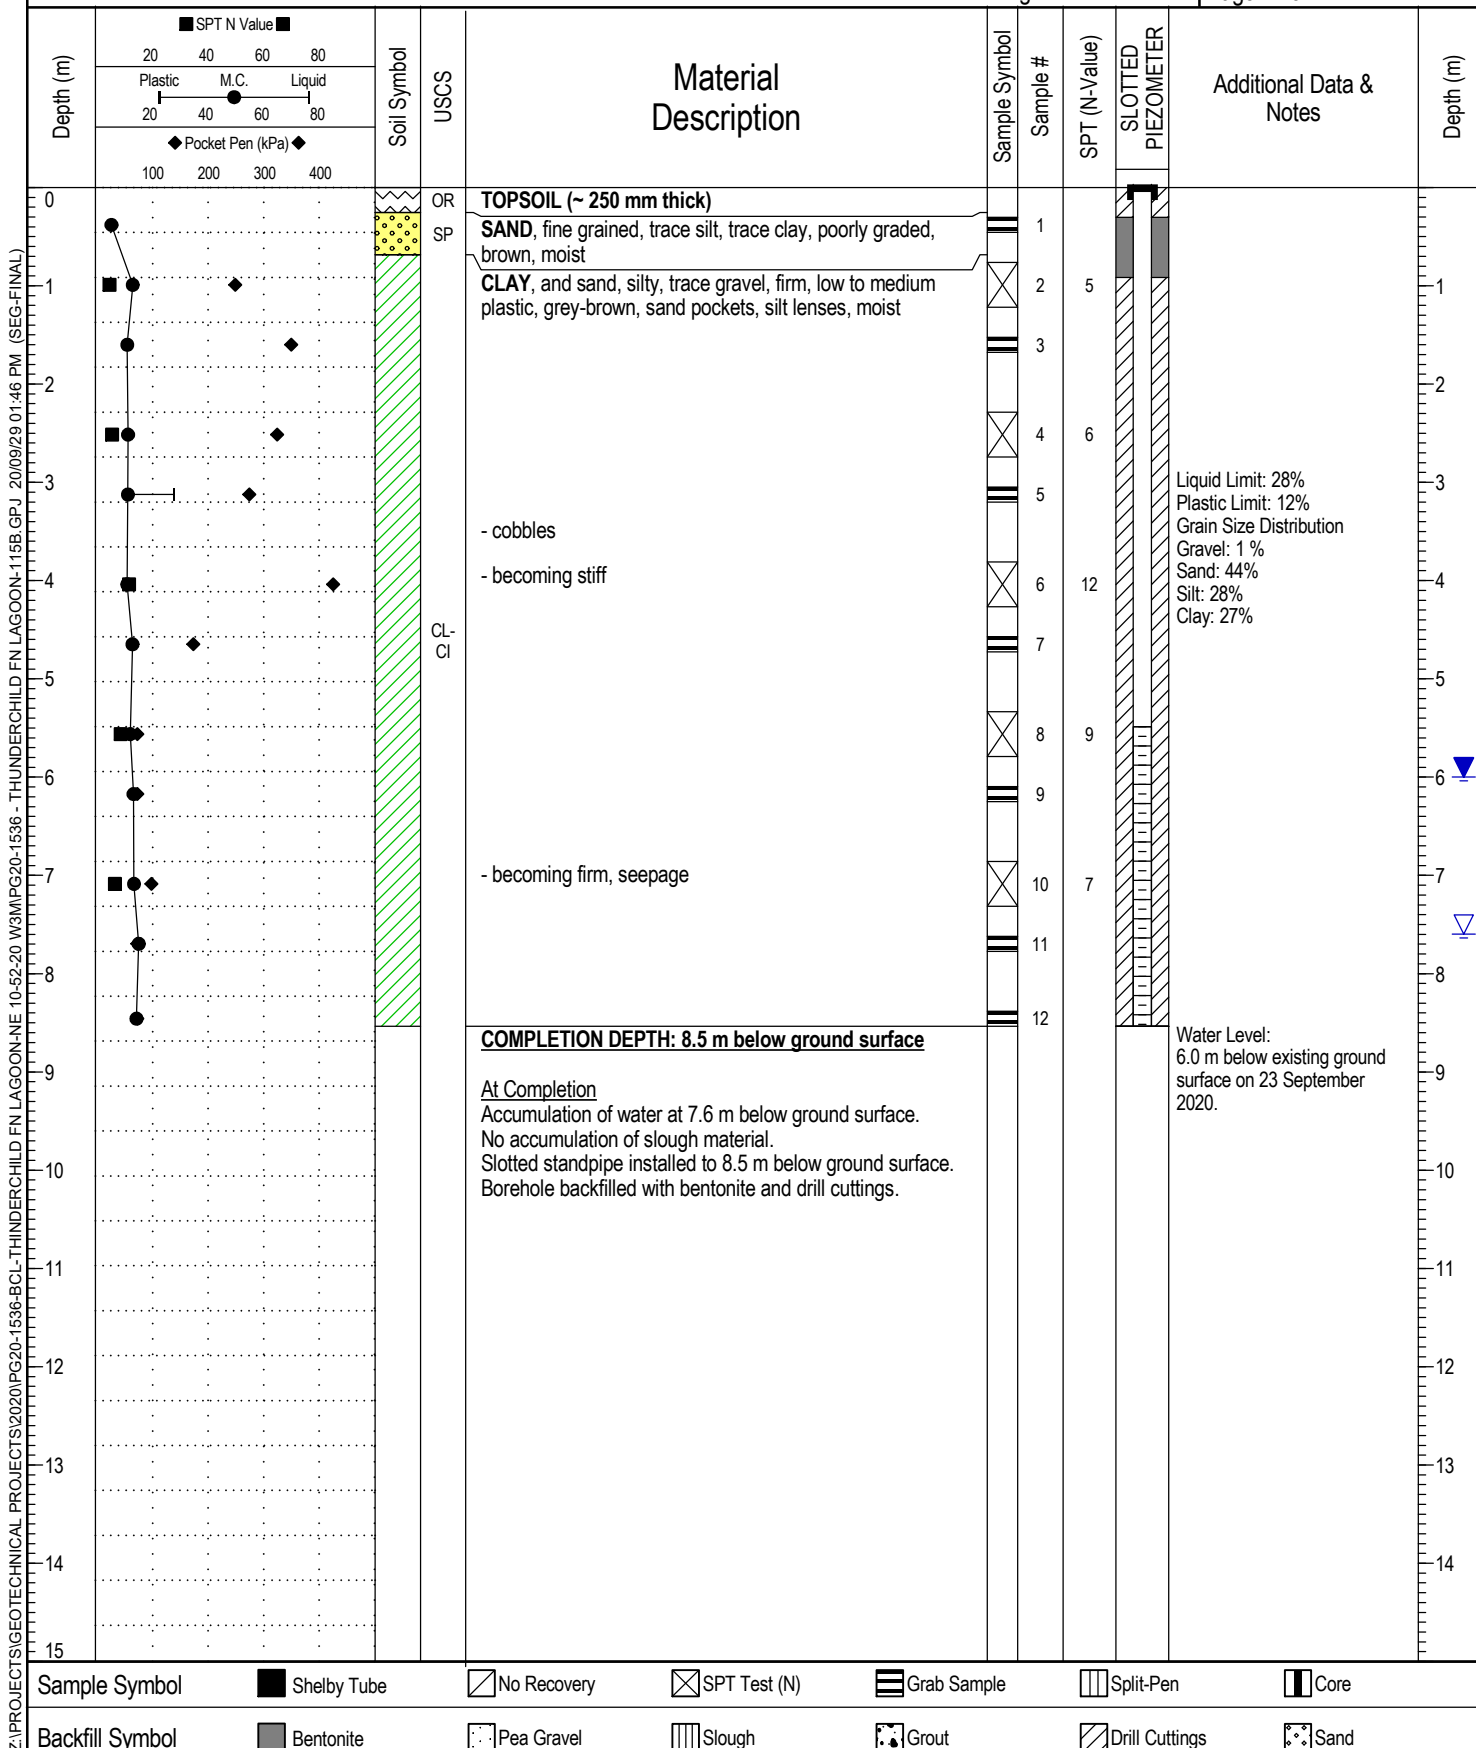 ■ SPT N Value ■
20 40 60 80
Plastic M.C. Liquid
20 40 60 80
◆ Pocket Pen (kPa) ◆
100 200 300 400
Depth (m)
Soil Symbol
USCS
Material
Description
Sample Symbol
Sample #
SPT (N-Value)
SLOTTED
PIEZOMETER
Additional Data &
Notes
Depth (m)
0
OR
TOPSOIL (~ 250 mm thick)
SP
SAND, fine grained, trace silt, trace clay, poorly graded,
brown, moist
1
CLAY, and sand, silty, trace gravel, firm, low to medium
plastic, grey-brown, sand pockets, silt lenses, moist
1
2
5
1
3
2
2
4
6
3
5
Liquid Limit: 28%
Plastic Limit: 12%
Grain Size Distribution
Gravel: 1 %
Sand: 44%
Silt: 28%
Clay: 27%
3
- cobbles
- becoming stiff
4
6
12
4
CL-
CI
7
5
5
8
9
6
9
6
- becoming firm, seepage
7
10
7
7
11
8
8
12
COMPLETION DEPTH: 8.5 m below ground surface
Water Level:
6.0 m below existing ground
surface on 23 September
2020.
9
9
At Completion
Accumulation of water at 7.6 m below ground surface.
No accumulation of slough material.
Slotted standpipe installed to 8.5 m below ground surface.
Borehole backfilled with bentonite and drill cuttings.
10
10
11
11
12
12
13
13
14
14
15
Sample Symbol Shelby Tube No Recovery SPT Test (N) Grab Sample Split-Pen Core
Backfill Symbol Bentonite Pea Gravel Slough Grout Drill Cuttings Sand
Z:\PROJECTS\GEOTECHNICAL PROJECTS\2020\PG20-1536-BCL-THINDERCHILD FN LAGOON-NE 10-52-20 W3M\PG20-1536 - THUNDERCHILD FN LAGOON-115B.GPJ 20/09/29 01:46 PM (SEG-FINAL)